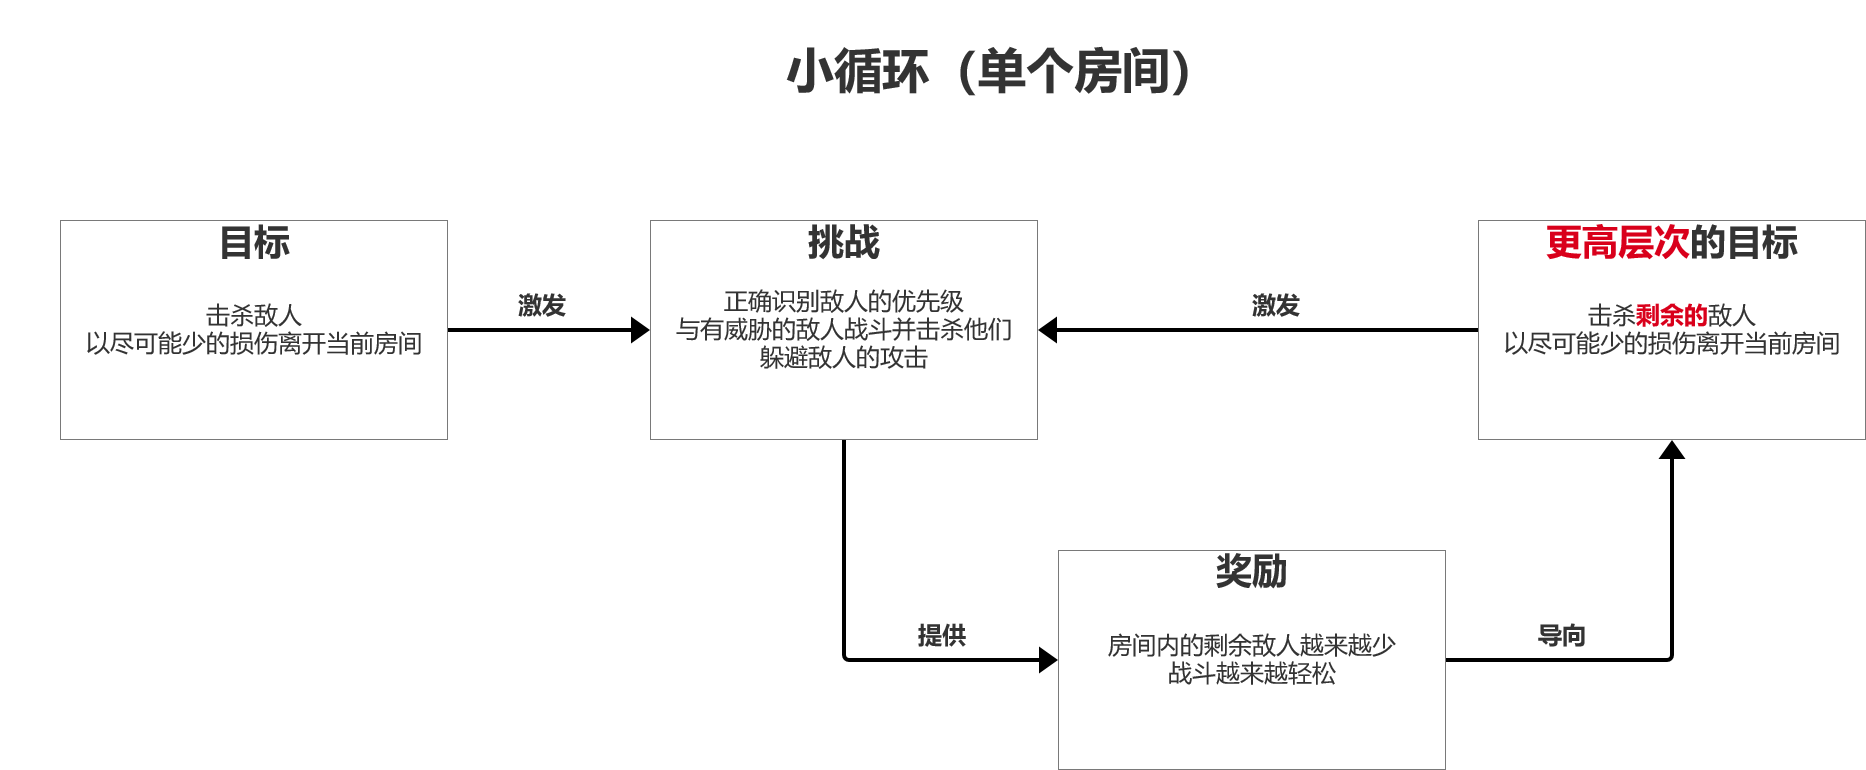 小循环（单个房间）
目标
击杀敌人
以尽可能少的损伤离开当前房间
激发
挑战
正确识别敌人的优先级
与有威胁的敌人战斗并击杀他们
躲避敌人的攻击
激发
更高层次的目标
击杀剩余的敌人
以尽可能少的损伤离开当前房间
提供
奖励
房间内的剩余敌人越来越少
战斗越来越轻松
导向